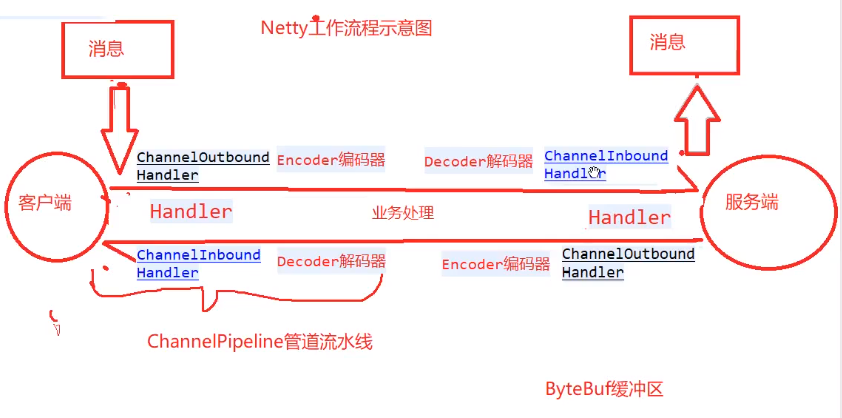 Netty工作流程示意图
消息
消息
ChannelOutbound
Handler
Encoder编码器
Decoder解码器
ChannelInbound
Handler
客户端
Handler
业务处理
Handler
服务端
ChannelInbound
Handler
Decoder解码器
Encoder编码器
ChannelOutbound
Handler
ChannelPipeline管道流水线
ByteBuf缓冲区